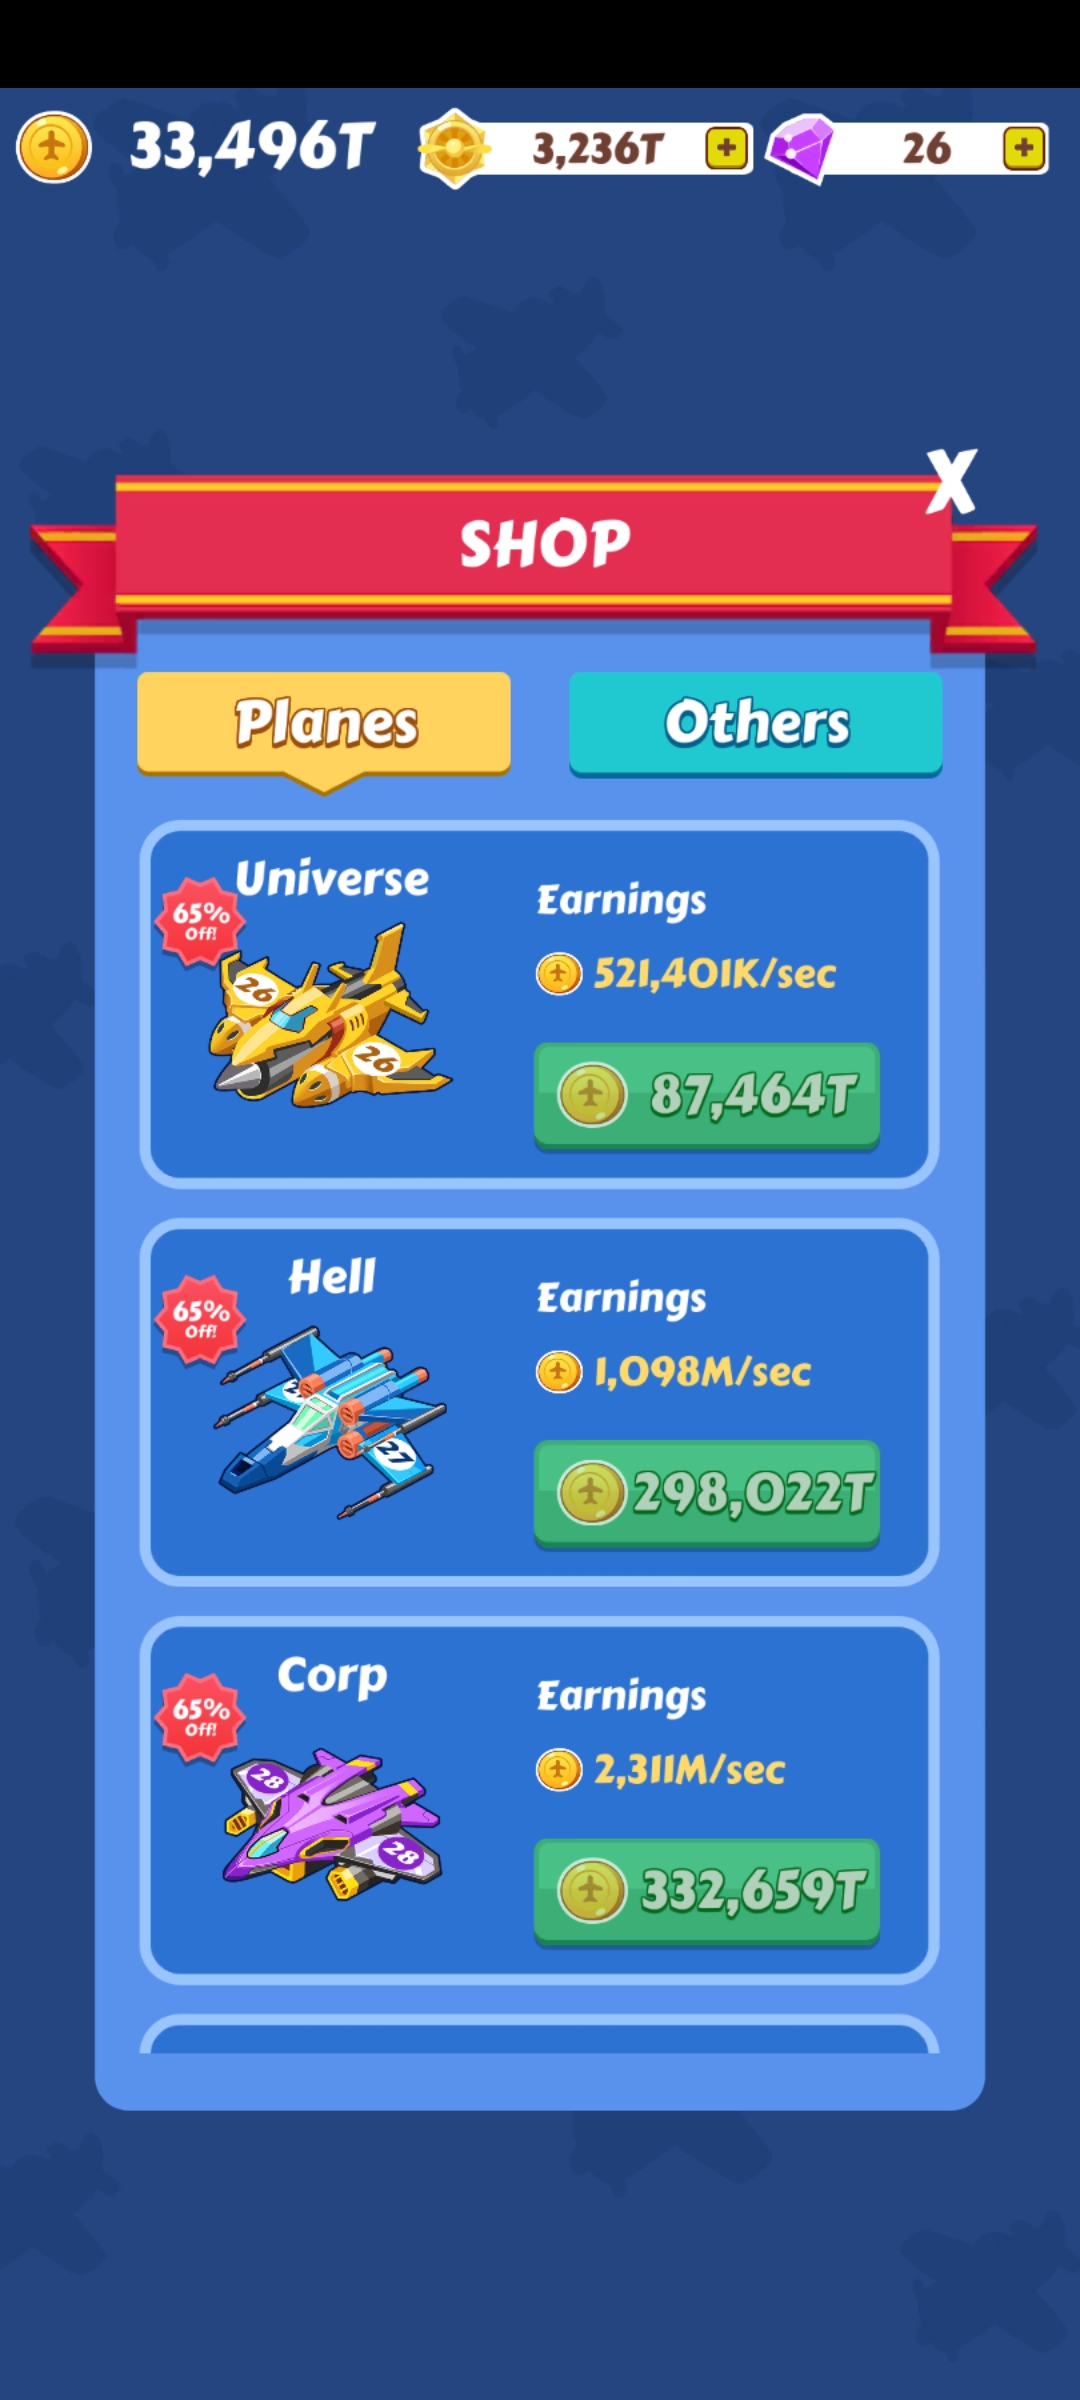 33,496T
3,236T
+
26
+
X
SHOP
Planes
Others
Universe
65%
Off!
26
26
Earnings
521,401K/sec
87,464T
Hell
65%
Off!
27
Earnings
1,098M/sec
298,022T
Corp
65%
Off!
28
28
Earnings
2,311M/sec
332,659T